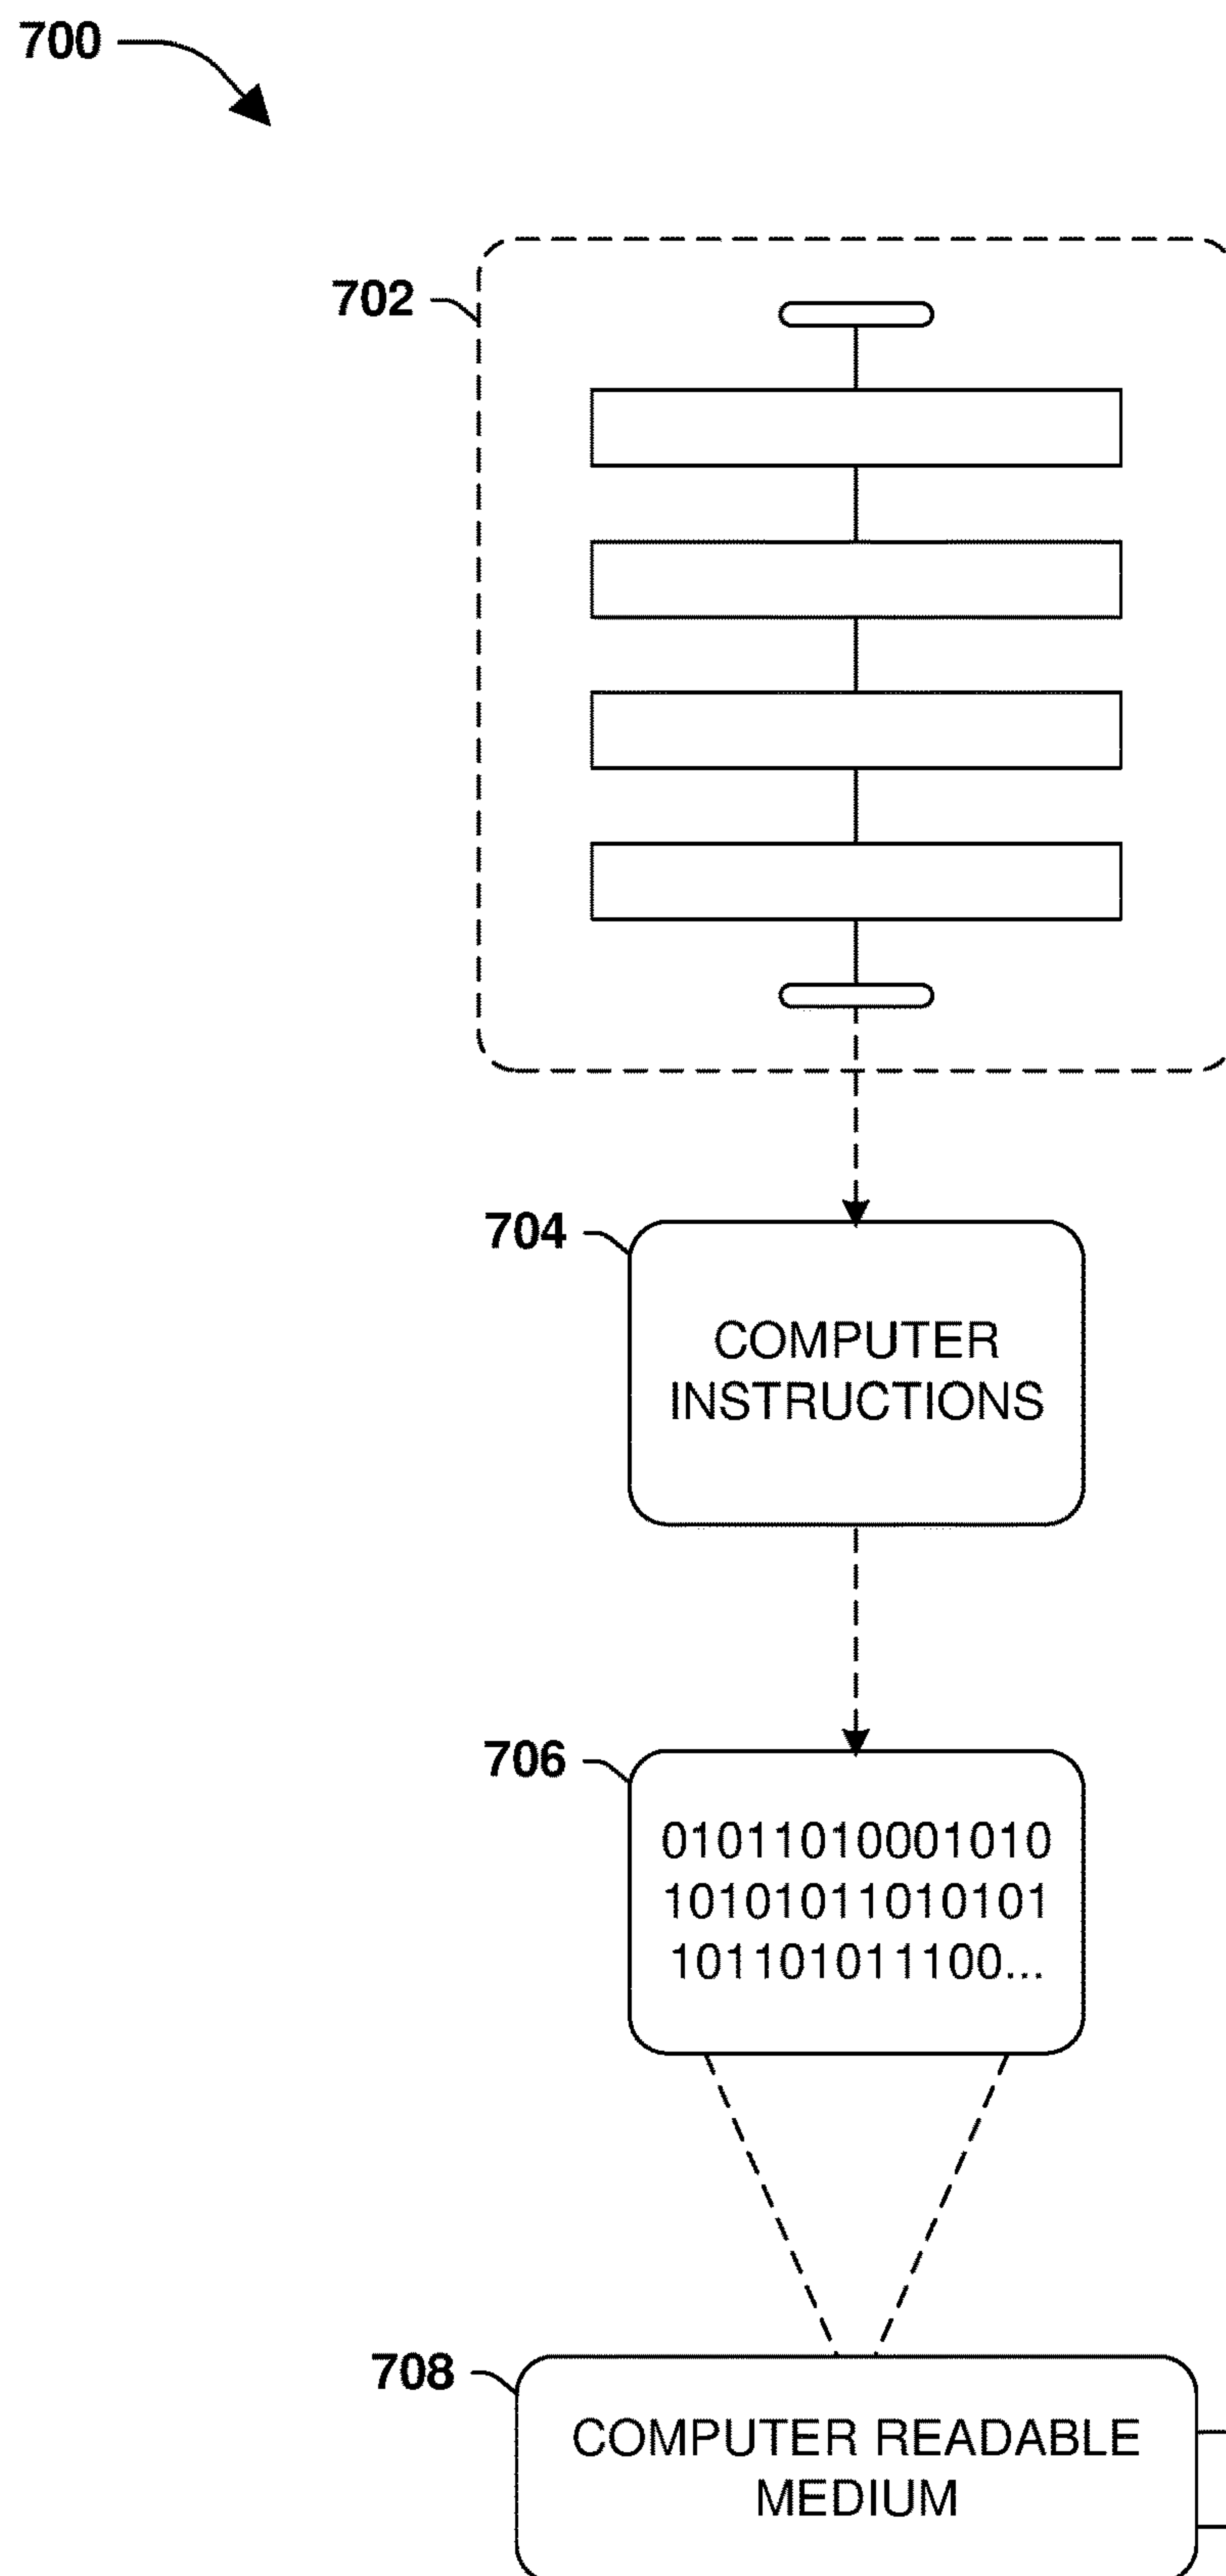 700
702
704
COMPUTER
INSTRUCTIONS
706
01011010001010
10101011010101
101101011100...
708
COMPUTER READABLE
MEDIUM